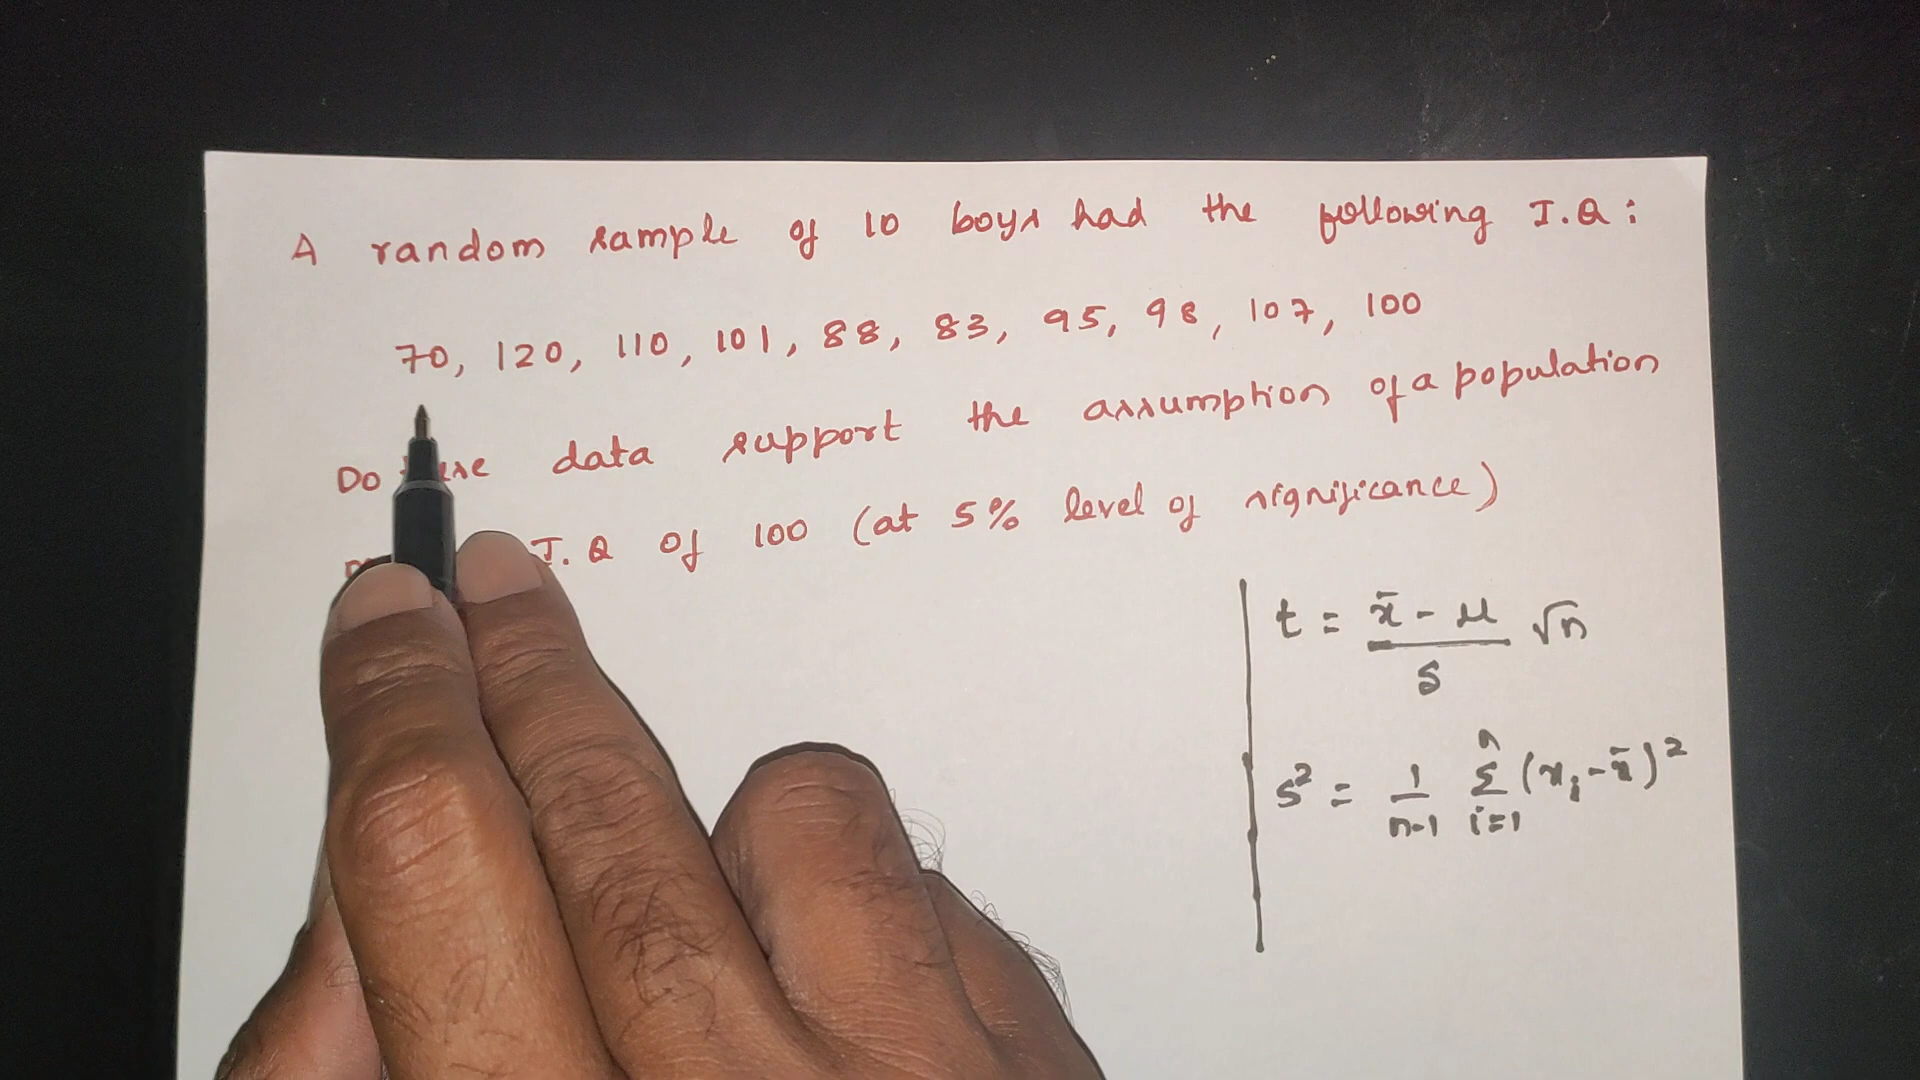 A random sample of 10 boys had the following I.Q :
70, 120, 110, 101, 88, 83, 95, 98, 107, 100
Do data support the assumption of a population
I.Q of 100 (at 5% level of significance)
t = x̄ - μ / s √n
s² = 1/n-1 n Σ i=1 (xᵢ - x̄)²